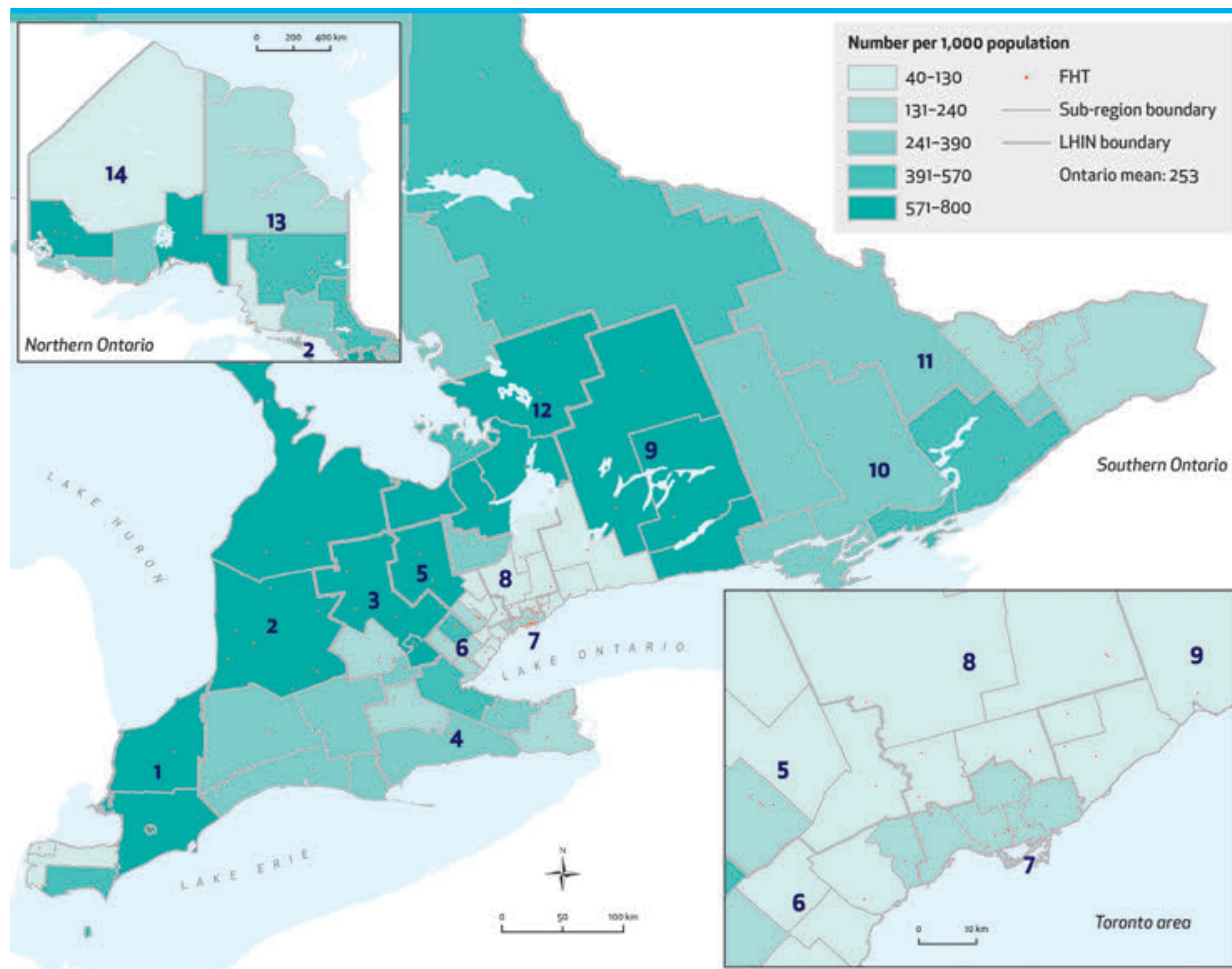 0 200 400 km
14
13
2
Northern Ontario
Number per 1,000 population
40–130
131–240
241–390
391–570
571–800
FHT
Sub-region boundary
LHIN boundary
Ontario mean: 253
12
11
9
10
Southern Ontario
LAKE HURON
5
8
3
2
6
7
LAKE ONTARIO
4
1
LAKE ERIE
N
0 50 100 km
8
9
5
7
6
Toronto area
0 10 km